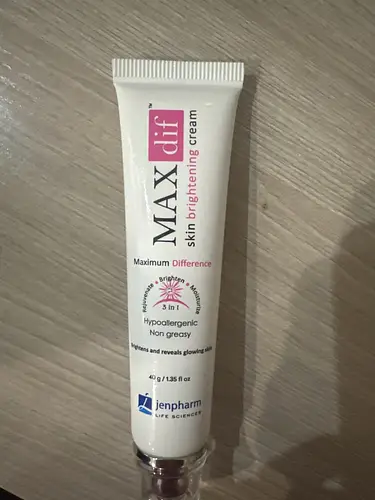 MAX dif™
skin brightening cream
Maximum Difference
Rejuvenate • Brighten • Moisturize
3 in 1
Hypoallergenic
Non greasy
Brightens and reveals glowing skin
40 g / 1.35 fl oz
jenpharm
LIFE SCIENCES